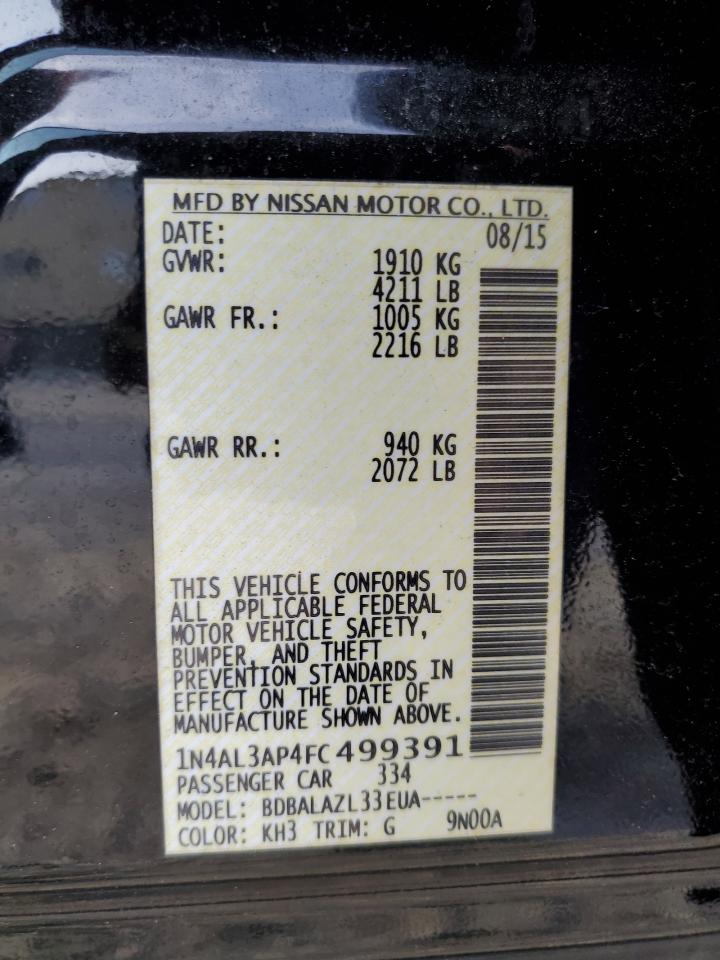 MFD BY NISSAN MOTOR CO., LTD.
DATE: 08/15
GVWR: 1910 KG
4211 LB
GAWR FR.: 1005 KG
2216 LB
GAWR RR.: 940 KG
2072 LB
THIS VEHICLE CONFORMS TO
ALL APPLICABLE FEDERAL
MOTOR VEHICLE SAFETY,
BUMPER, AND THEFT
PREVENTION STANDARDS IN
EFFECT ON THE DATE OF
MANUFACTURE SHOWN ABOVE.
1N4AL3AP4FC499391
PASSENGER CAR 334
MODEL: BDBALAZL33EUA-----
COLOR: KH3 TRIM: G 9N00A